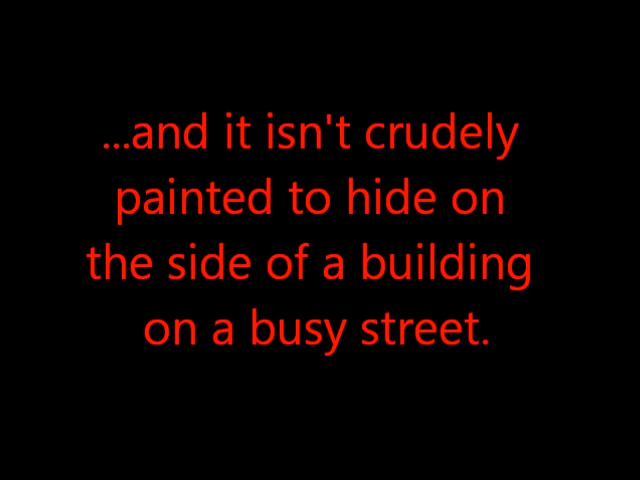 ...and it isn't crudely
painted to hide on
the side of a building
on a busy street.